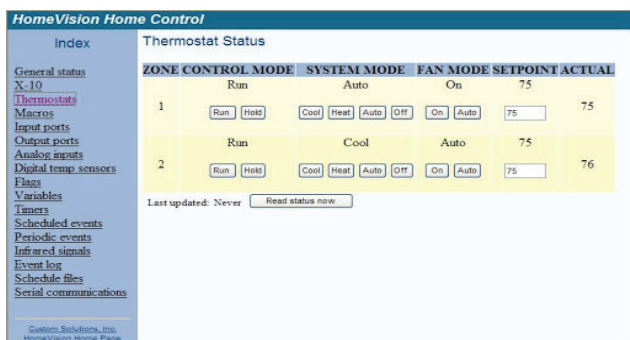 HomeVision Home Control
Index
General status
X-10
Thermostats
Macros
Input ports
Output ports
Analog inputs
Digital temp sensors
Flags
Variables
Timers
Scheduled events
Periodic events
Infrared signals
Event log
Schedule files
Serial communications
Custom Solutions, Inc.
HomeVision Home Page
Thermostat Status
ZONE CONTROL MODE SYSTEM MODE FAN MODE SETPOINT ACTUAL
Run Auto On 75
1 Run Hold Cool Heat Auto Off On Auto 75 75
Run Cool Auto 75
2 Run Hold Cool Heat Auto Off On Auto 75 76
Last updated: Never Read status now